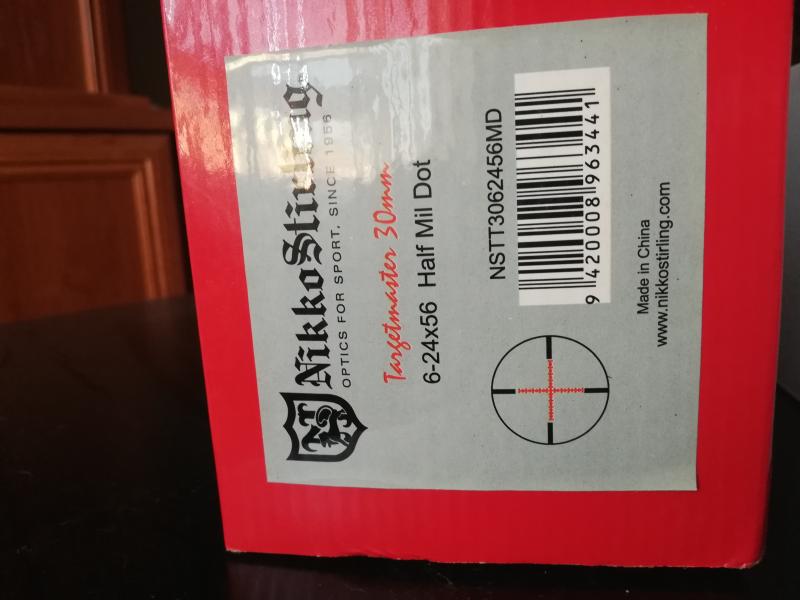 NikkoStirling
OPTICS FOR SPORT, SINCE 1956
Targetmaster 30mm
6-24x56 Half Mil Dot
NSTT3062456MD
9 420008 963441
Made in China
www.nikkostirling.com